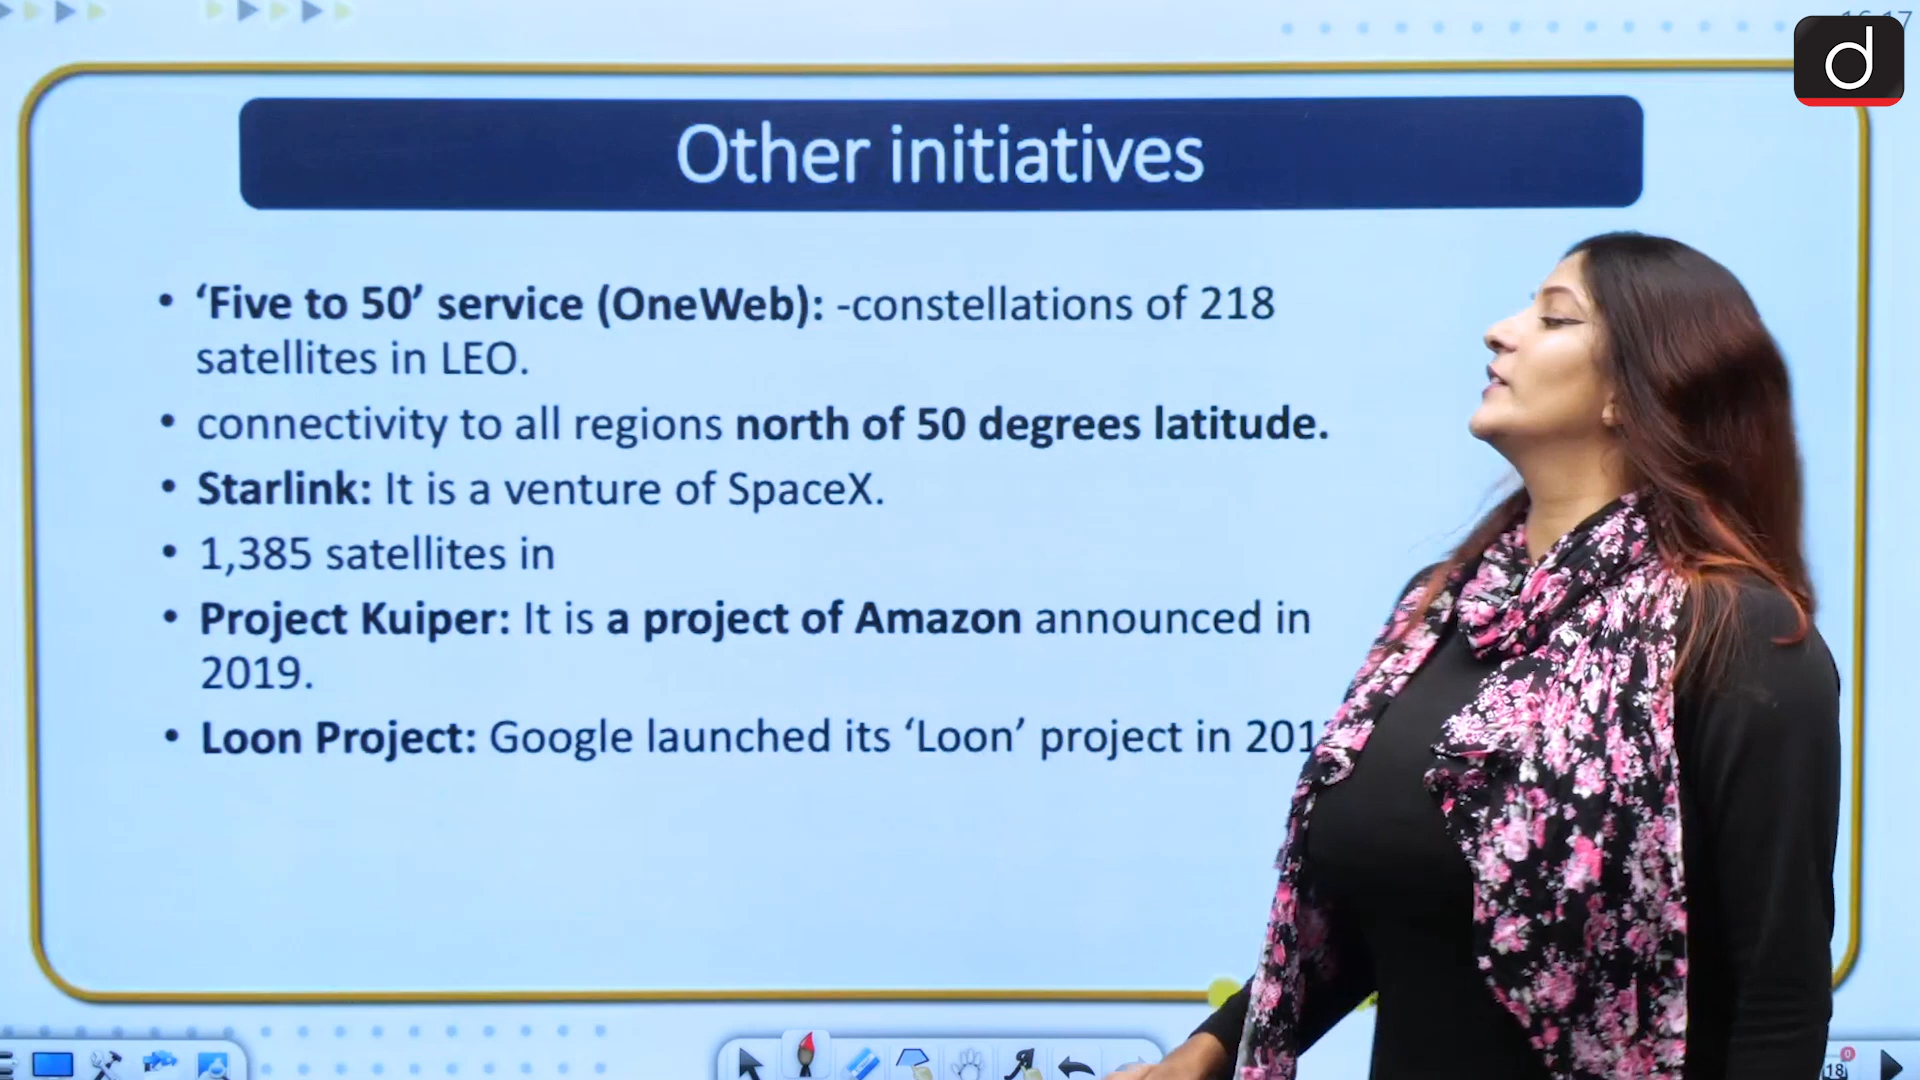 d
Other initiatives
• ‘Five to 50’ service (OneWeb): -constellations of 218
satellites in LEO.
• connectivity to all regions north of 50 degrees latitude.
• Starlink: It is a venture of SpaceX.
• 1,385 satellites in
• Project Kuiper: It is a project of Amazon announced in
2019.
• Loon Project: Google launched its ‘Loon’ project in
18
0